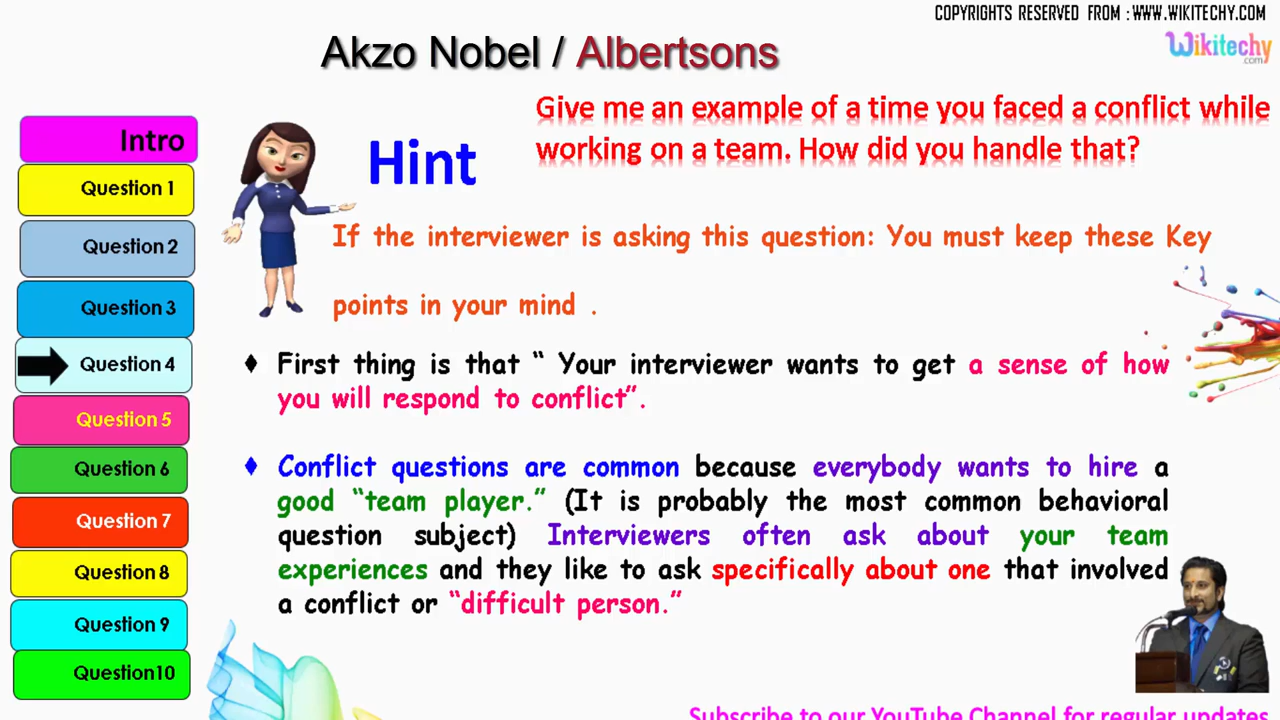 COPYRIGHTS RESERVED FROM : WWW.WIKITECHY.COM
Wikitechy
.com
Akzo Nobel / Albertsons
Give me an example of a time you faced a conflict while
working on a team. How did you handle that?
Hint
Intro
Question 1
Question 2
Question 3
Question 4
Question 5
Question 6
Question 7
Question 8
Question 9
Question10
If the interviewer is asking this question: You must keep these Key
points in your mind .
♦ First thing is that “ Your interviewer wants to get a sense of how
you will respond to conflict”.
♦ Conflict questions are common because everybody wants to hire a
good “team player.” (It is probably the most common behavioral
question subject) Interviewers often ask about your team
experiences and they like to ask specifically about one that involved
a conflict or “difficult person.”
Subscribe to our YouTube Channel for regular updates